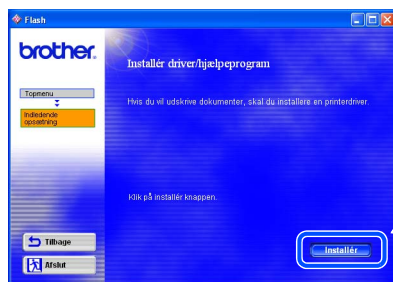 Flash
brother.
Installér driver/hjælpeprogram
Topmenu
Indledende
opsætning
Hvis du vil udskrive dokumenter, skal du installere en printerdriver.
Klik på installér knappen.
Tilbage
Afslut
Installér